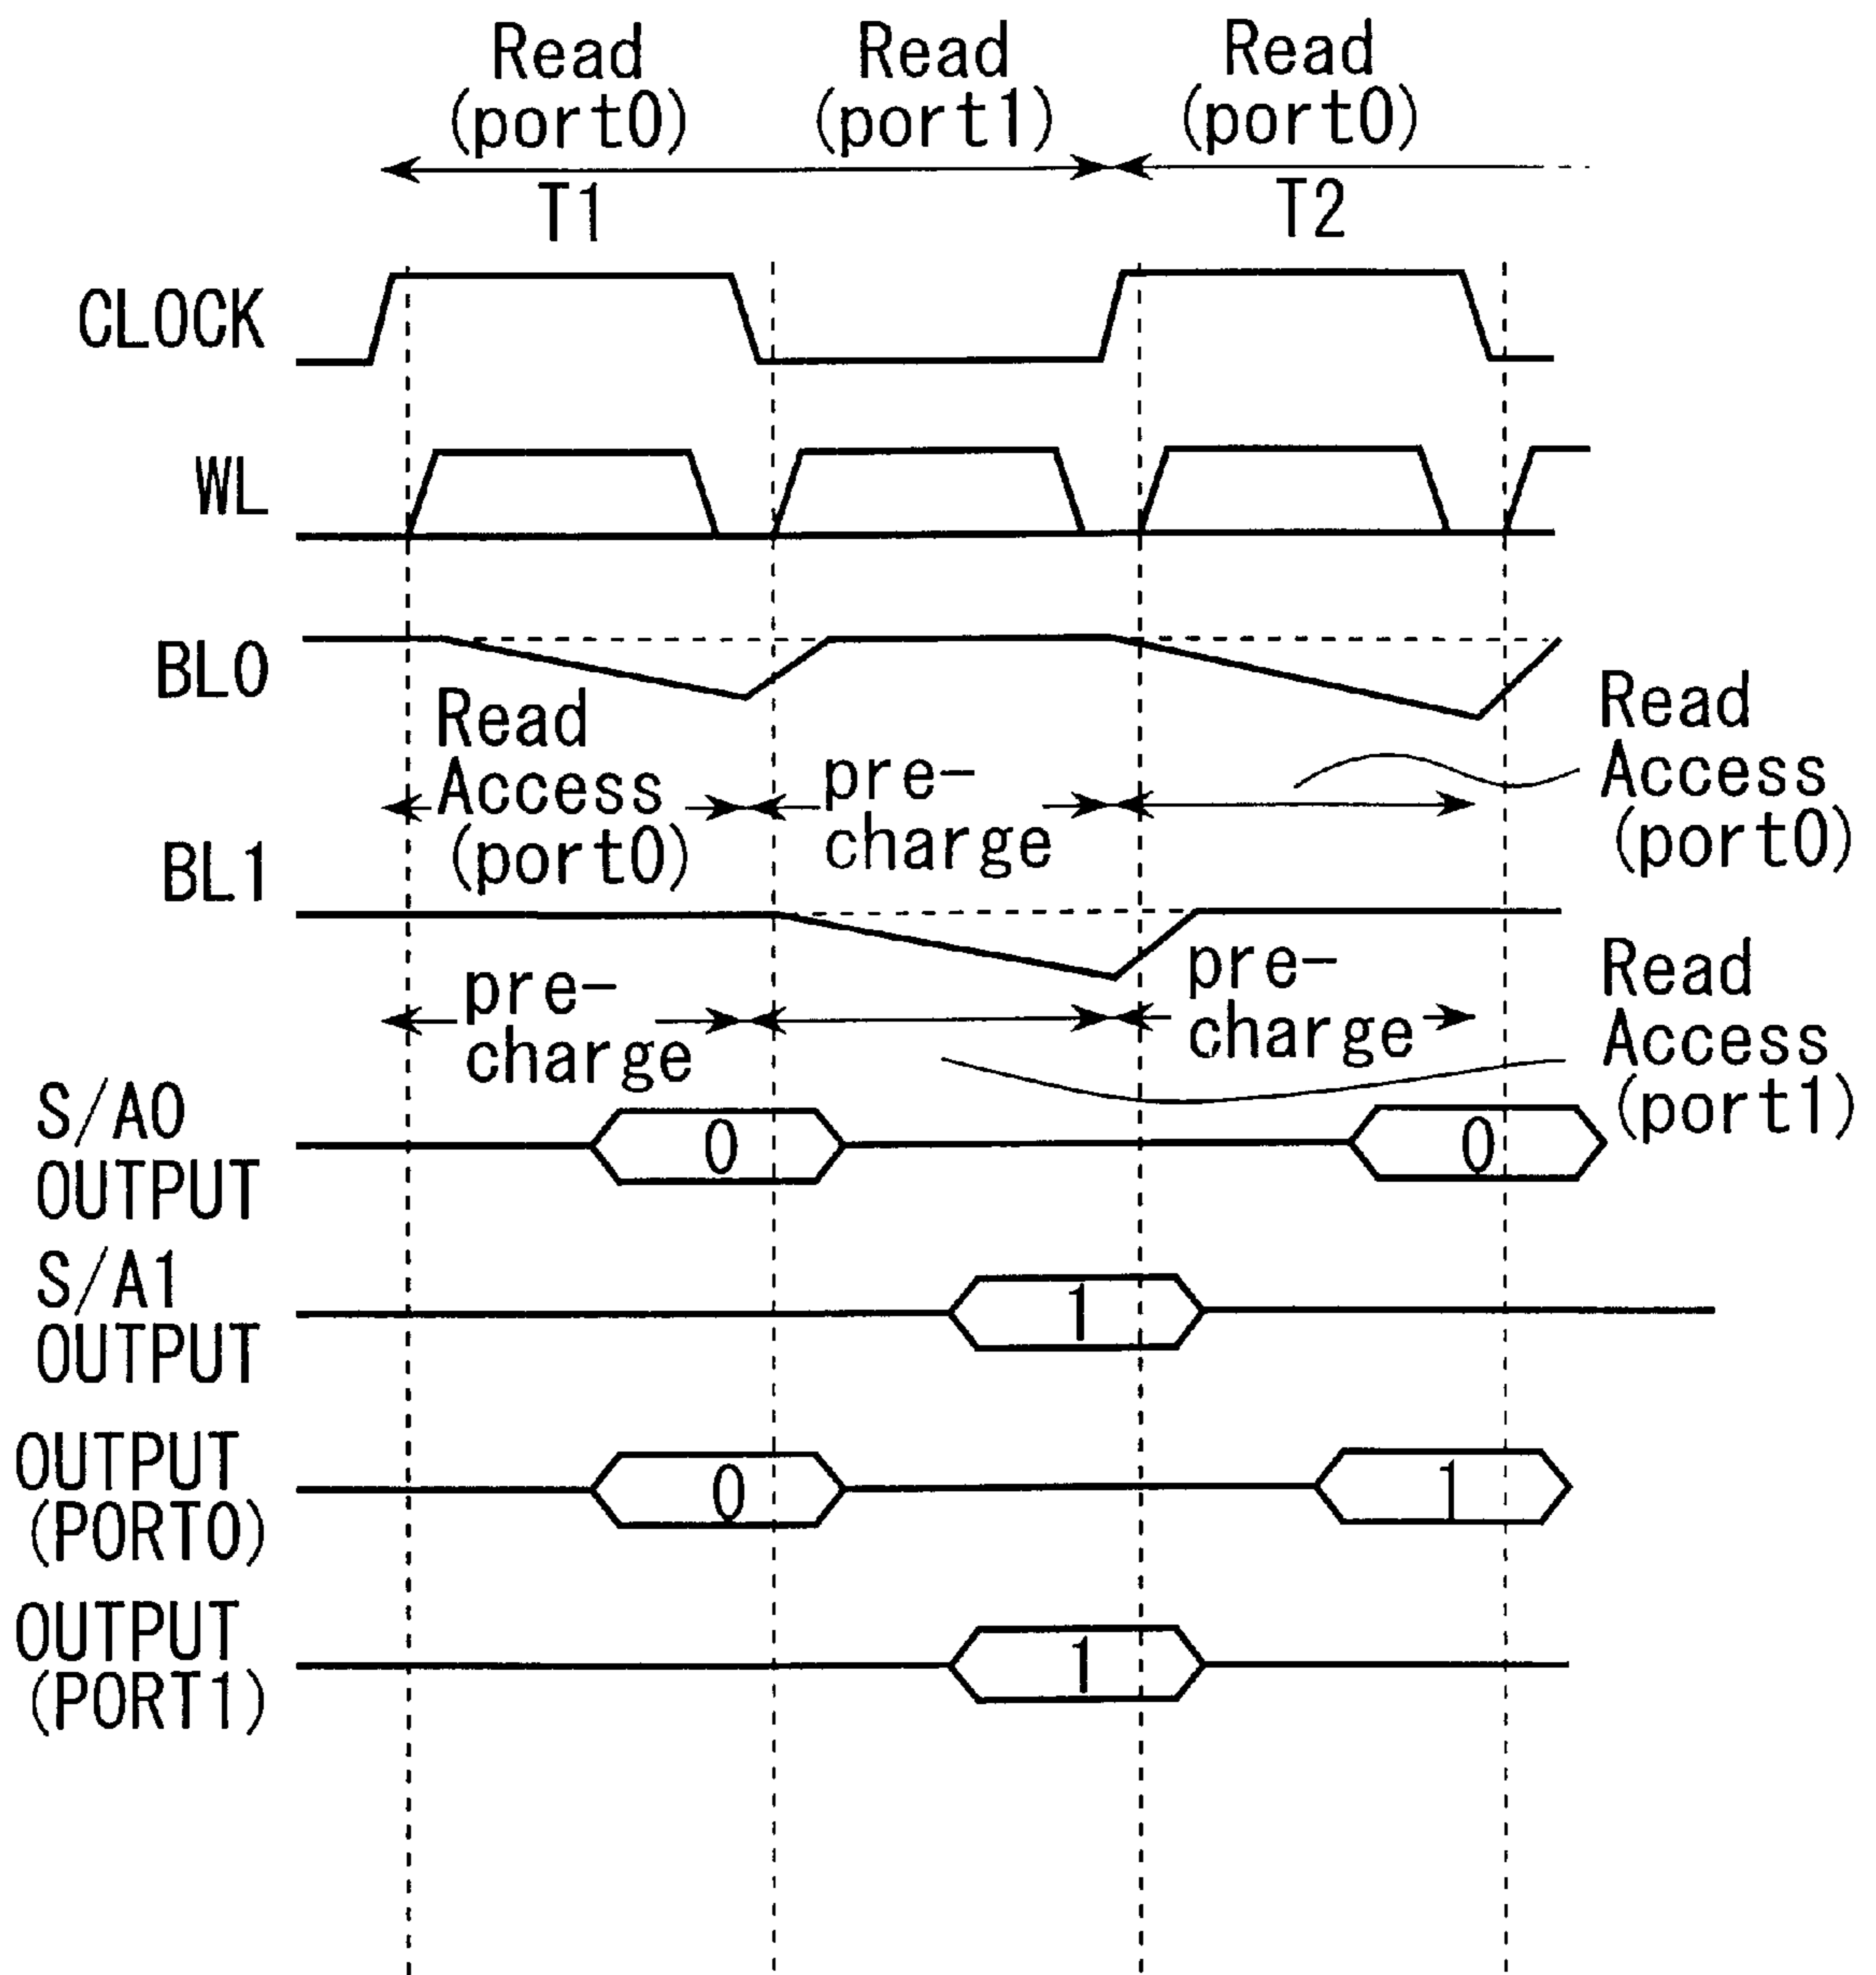 Read
(port0)
Read
(port1)
Read
(port0)
T1
T2
CLOCK
WL
BL0
Read
Access
(port0)
pre-
charge
Read
Access
(port0)
BL1
pre-
charge
pre-
charge
Read
Access
(port1)
S/A0
OUTPUT
0
0
S/A1
OUTPUT
1
OUTPUT
(PORT0)
0
1
OUTPUT
(PORT1)
1